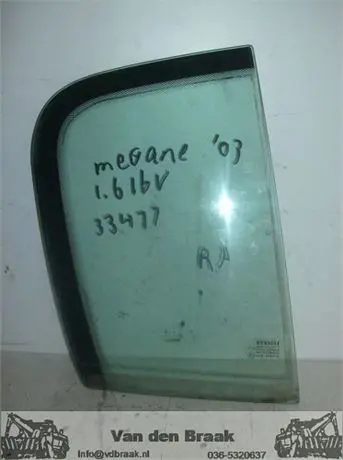 megane '03
1.6 16V
33477
RA
Van den Braak
Info@vdbraak.nl
036-5320637